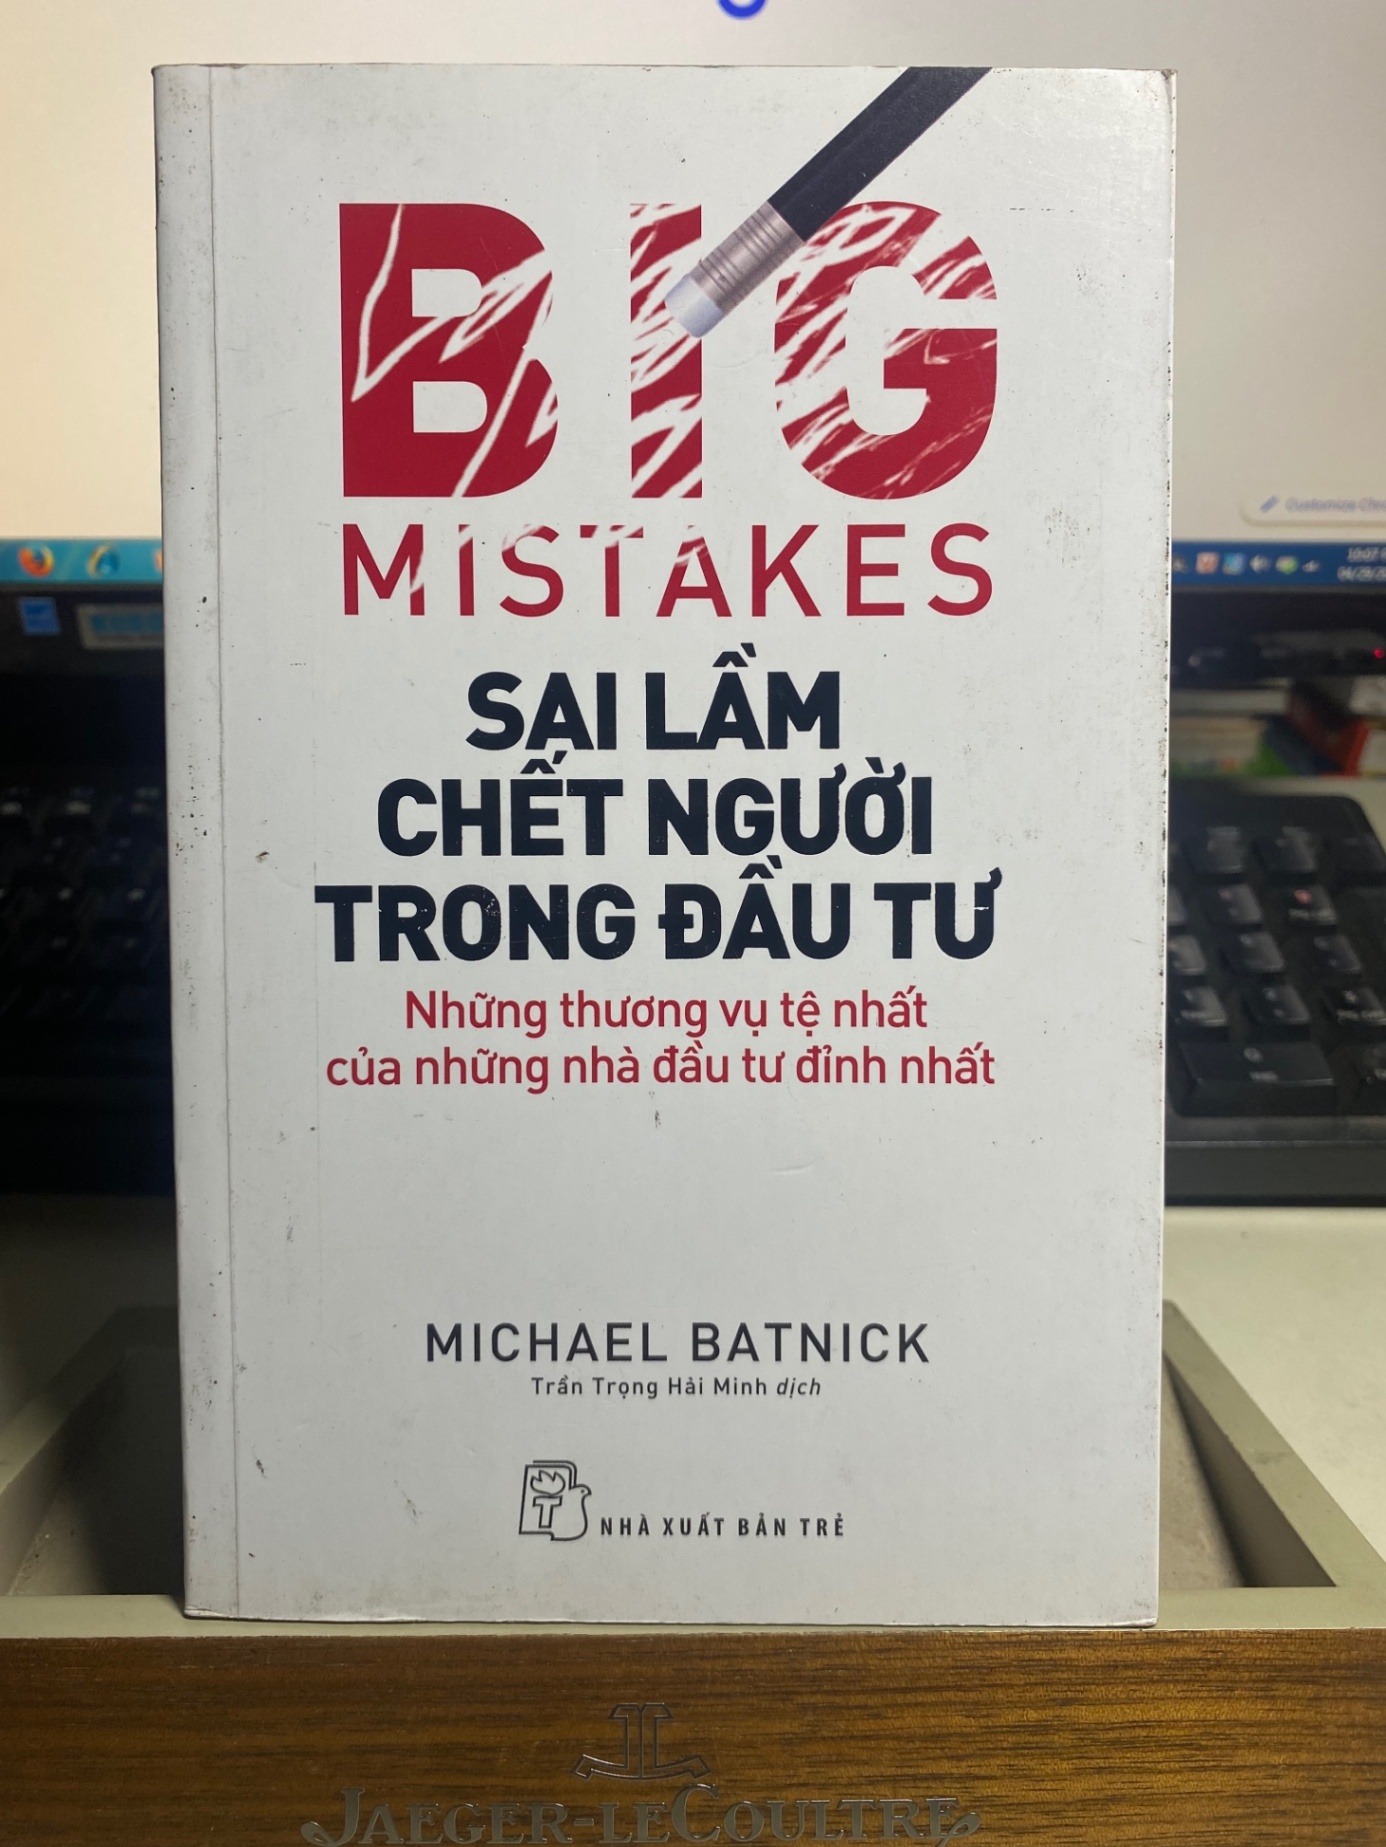 BIG
MISTAKES
SAI LẦM
CHẾT NGƯỜI
TRONG ĐẦU TƯ
Những thương vụ tệ nhất
của những nhà đầu tư đỉnh nhất
MICHAEL BATNICK
Trần Trọng Hải Minh dịch
T
NHÀ XUẤT BẢN TRẺ
JL
JAEGER-LECOULTRE